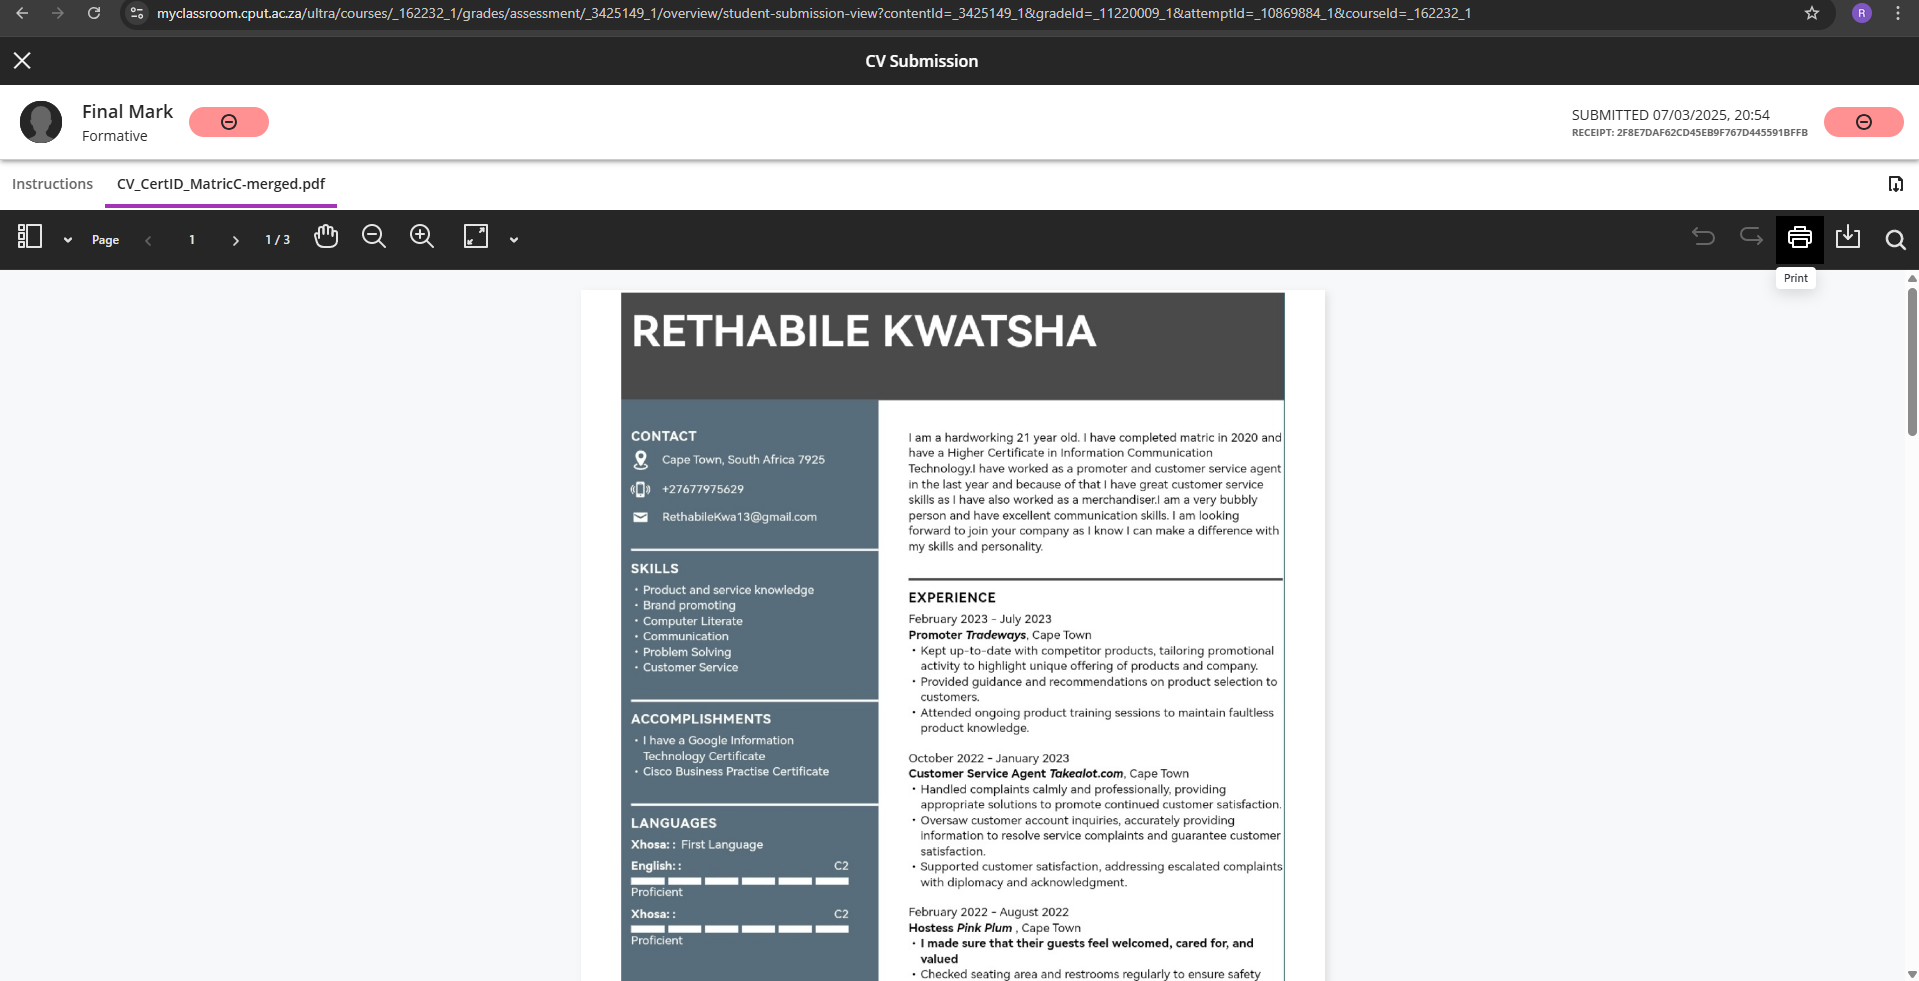 myclassroom.cput.ac.za/ultra/courses/_162232_1/grades/assessment/_3425149_1/overview/student-submission-view?contentId=_3425149_1&gradeId=_11220009_1&attemptId=_10869884_1&courseId=_162232_1
R
CV Submission
Final Mark
Formative
SUBMITTED 07/03/2025, 20:54
RECEIPT: 2F8E7DAF62CD45EB9F767D445591BFFB
Instructions
CV_CertID_MatricC-merged.pdf
Page
1
1 / 3
Print
RETHABILE KWATSHA
CONTACT
Cape Town, South Africa 7925
+27677975629
RethabileKwa13@gmail.com
SKILLS
• Product and service knowledge
• Brand promoting
• Computer Literate
• Communication
• Problem Solving
• Customer Service
ACCOMPLISHMENTS
• I have a Google Information
Technology Certificate
• Cisco Business Practise Certificate
LANGUAGES
Xhosa: : First Language
English: : C2
Proficient
Xhosa: : C2
Proficient
I am a hardworking 21 year old. I have completed matric in 2020 and
have a Higher Certificate in Information Communication
Technology.I have worked as a promoter and customer service agent
in the last year and because of that I have great customer service
skills as I have also worked as a merchandiser.I am a very bubbly
person and have excellent communication skills. I am looking
forward to join your company as I know I can make a difference with
my skills and personality.
EXPERIENCE
February 2023 - July 2023
Promoter Tradeways, Cape Town
• Kept up-to-date with competitor products, tailoring promotional
activity to highlight unique offering of products and company.
• Provided guidance and recommendations on product selection to
customers.
• Attended ongoing product training sessions to maintain faultless
product knowledge.
October 2022 - January 2023
Customer Service Agent Takealot.com, Cape Town
• Handled complaints calmly and professionally, providing
appropriate solutions to promote continued customer satisfaction.
• Oversaw customer account inquiries, accurately providing
information to resolve service complaints and guarantee customer
satisfaction.
• Supported customer satisfaction, addressing escalated complaints
with diplomacy and acknowledgment.
February 2022 - August 2022
Hostess Pink Plum , Cape Town
• I made sure that their guests feel welcomed, cared for, and
valued
• Checked seating area and restrooms regularly to ensure safety